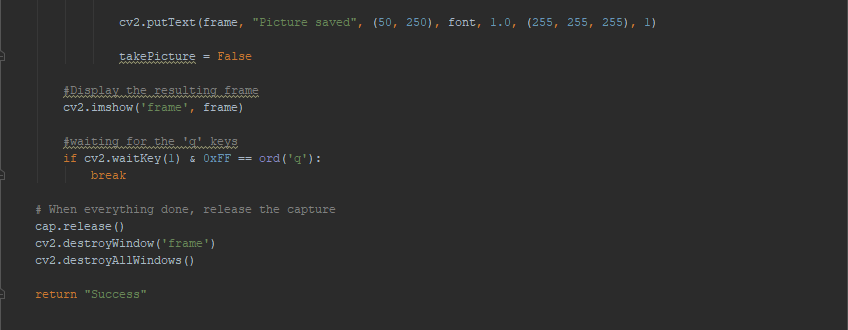 cv2.putText(frame, "Picture saved", (50, 250), font, 1.0, (255, 255, 255), 1)
takePicture = False
#Display the resulting frame
cv2.imshow('frame', frame)
#waiting for the 'q' keys
if cv2.waitKey(1) & 0xFF == ord('q'):
break
# When everything done, release the capture
cap.release()
cv2.destroyWindow('frame')
cv2.destroyAllWindows()
return "Success"